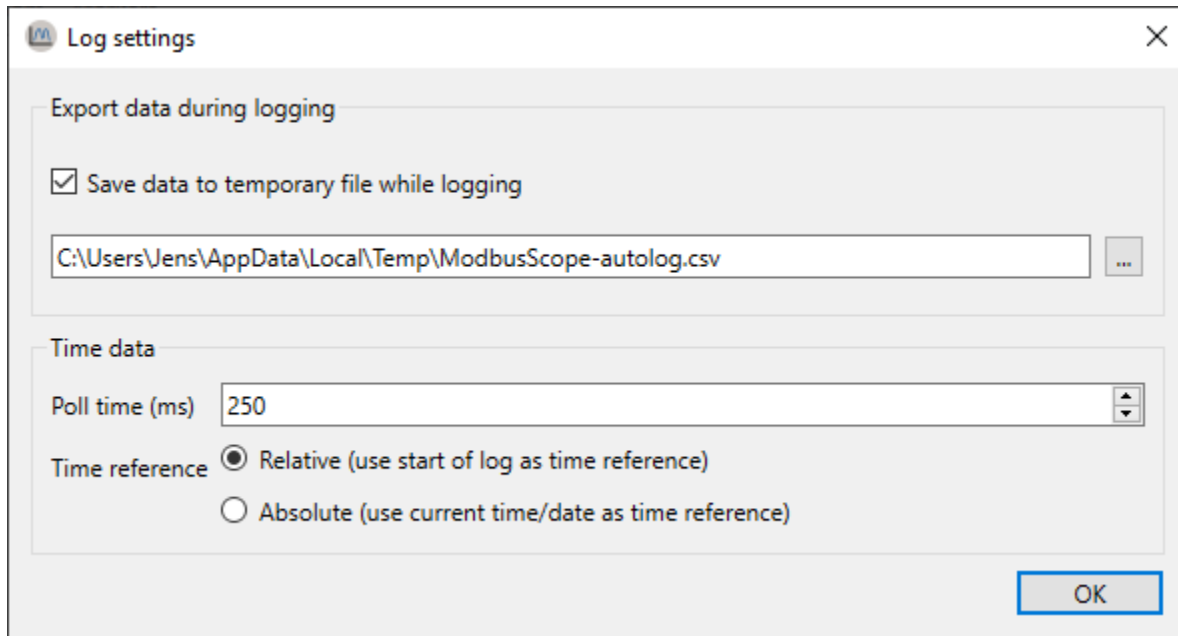 Log settings
Export data during logging
Save data to temporary file while logging
C:\Users\Jens\AppData\Local\Temp\ModbusScope-autolog.csv
...
Time data
Poll time (ms) 250
Time reference Relative (use start of log as time reference)
Absolute (use current time/date as time reference)
OK